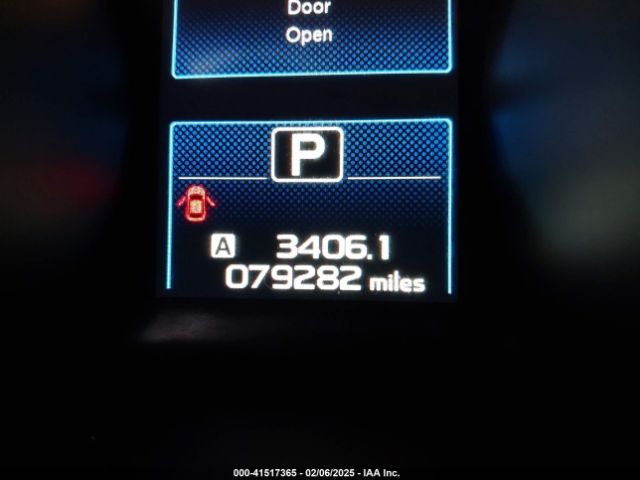 Door
Open
P
A 3406.1
079282 miles
000-41517365 - 02/06/2025 - IAA Inc.